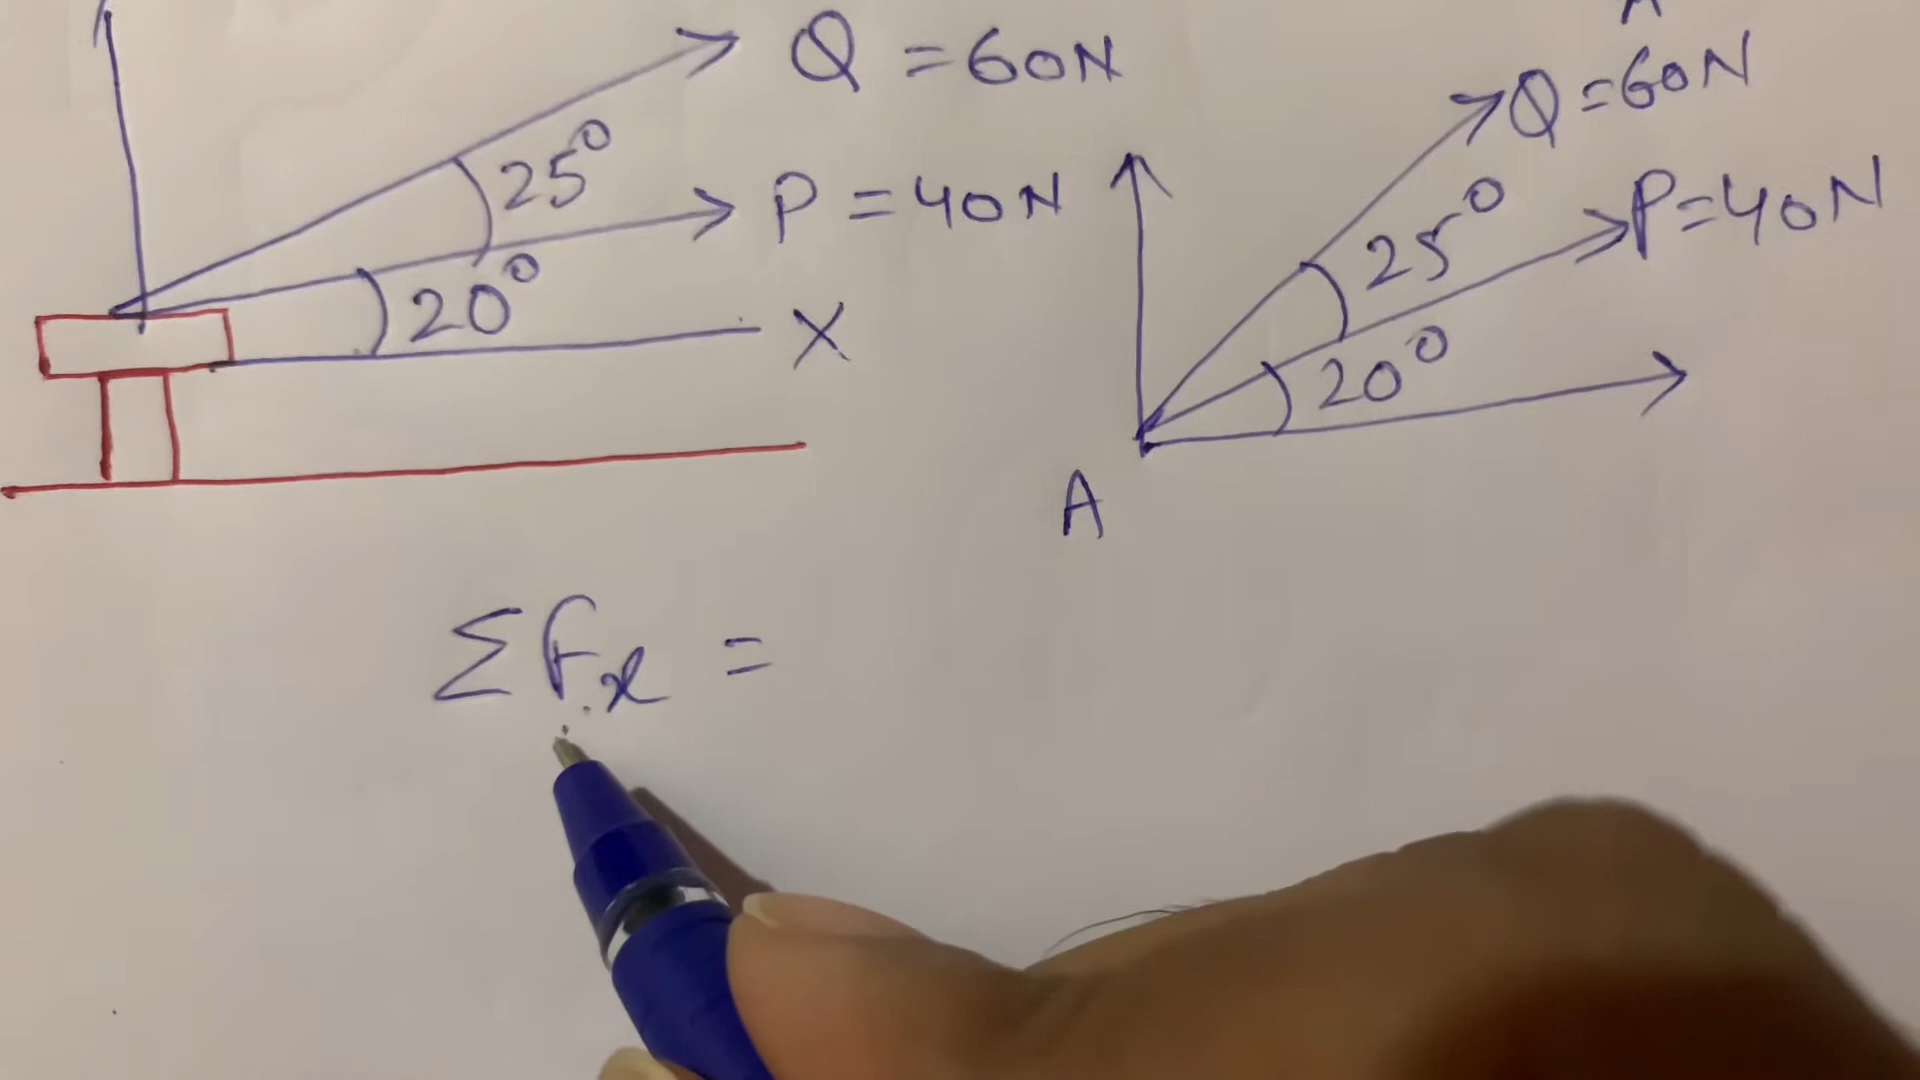 Q = 60N
25°
P = 40N
20°
X
Q = 60N
25°
P = 40N
20°
A
ΣFx =